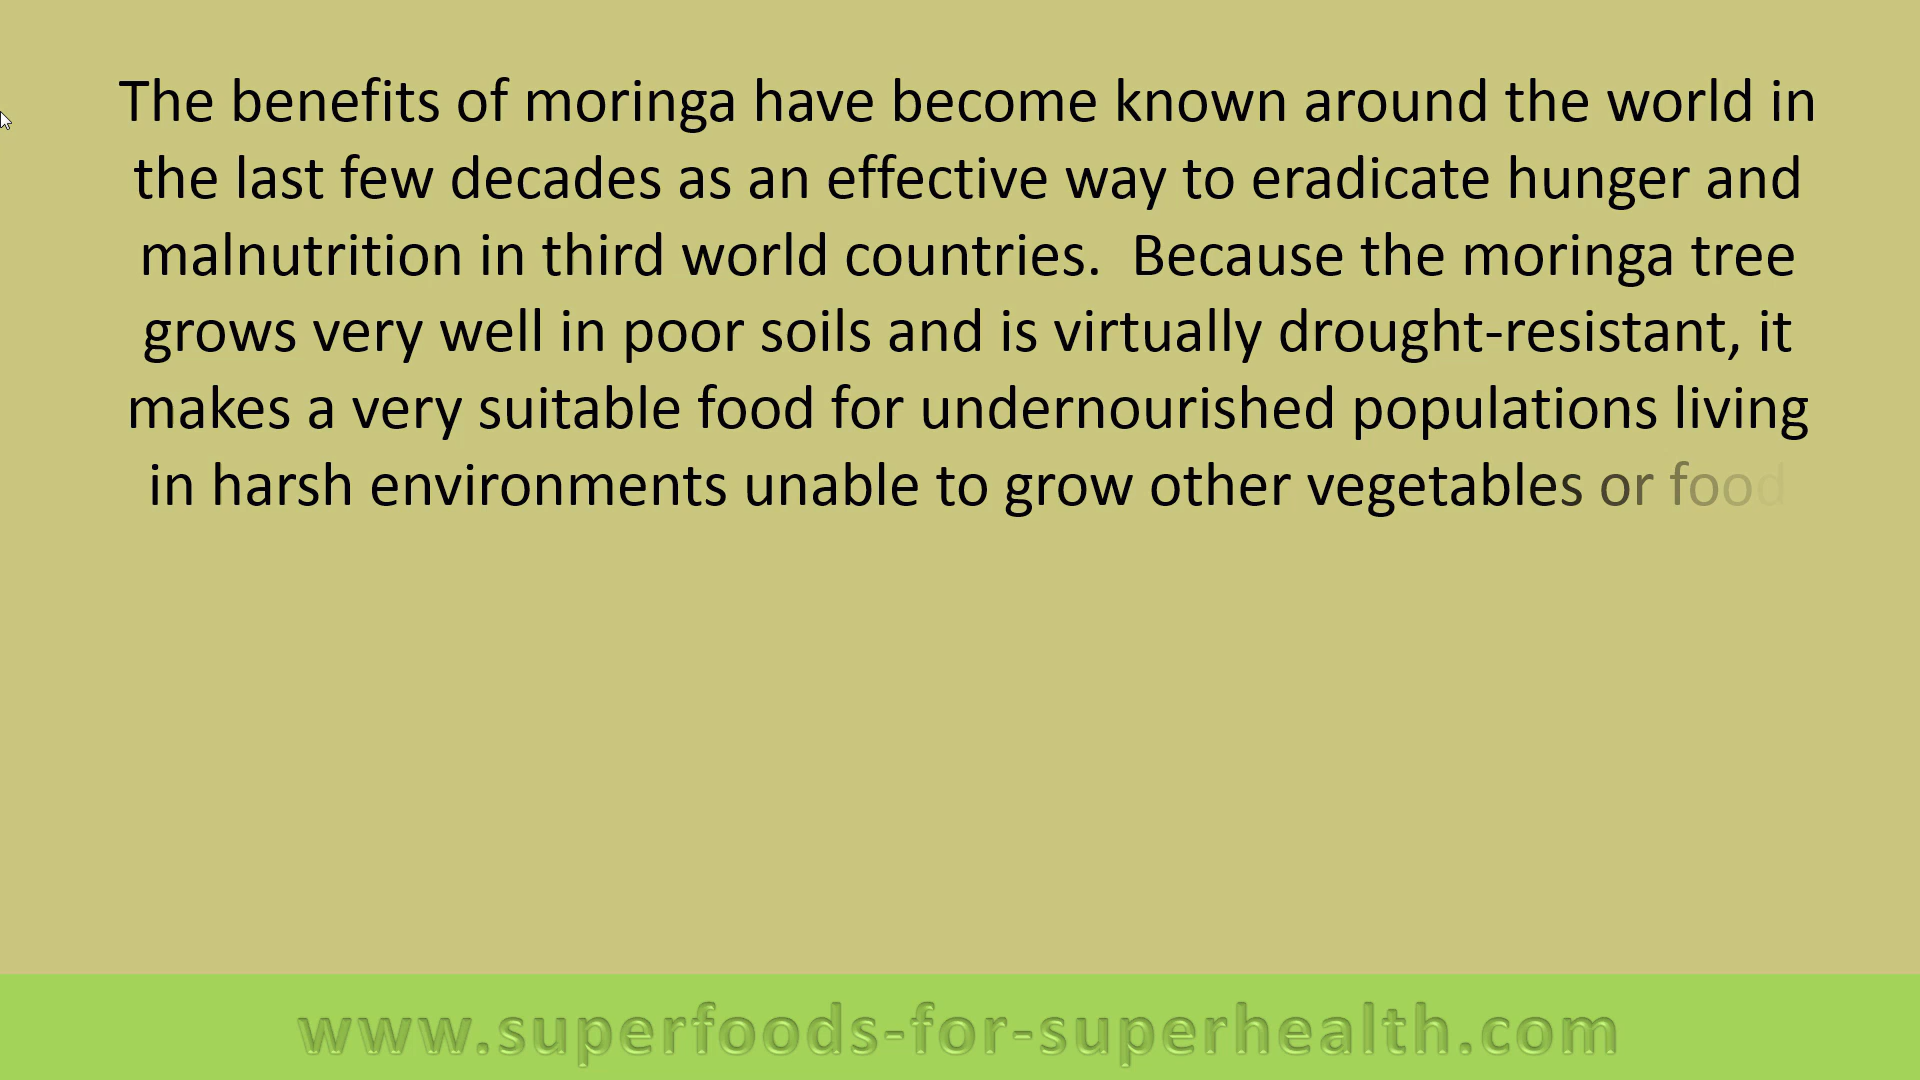 The benefits of moringa have become known around the world in
the last few decades as an effective way to eradicate hunger and
malnutrition in third world countries.  Because the moringa tree
grows very well in poor soils and is virtually drought-resistant, it
makes a very suitable food for undernourished populations living
in harsh environments unable to grow other vegetables or food
www.superfoods-for-superhealth.com